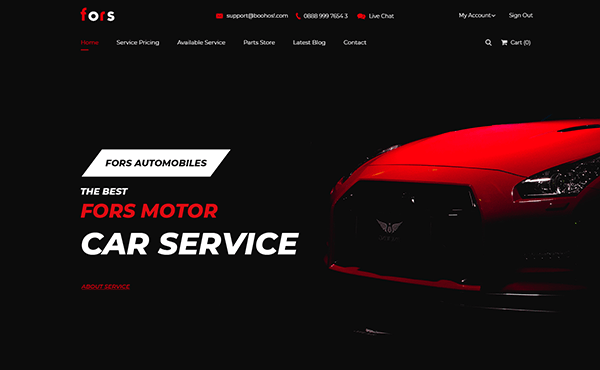 fors
support@boohosf.com 0888 999 7654 3 Live Chat My Account Sign Out
Home Service Pricing Available Service Parts Store Latest Blog Contact Cart (0)
FORS AUTOMOBILES
THE BEST
FORS MOTOR
CAR SERVICE
ABOUT SERVICE